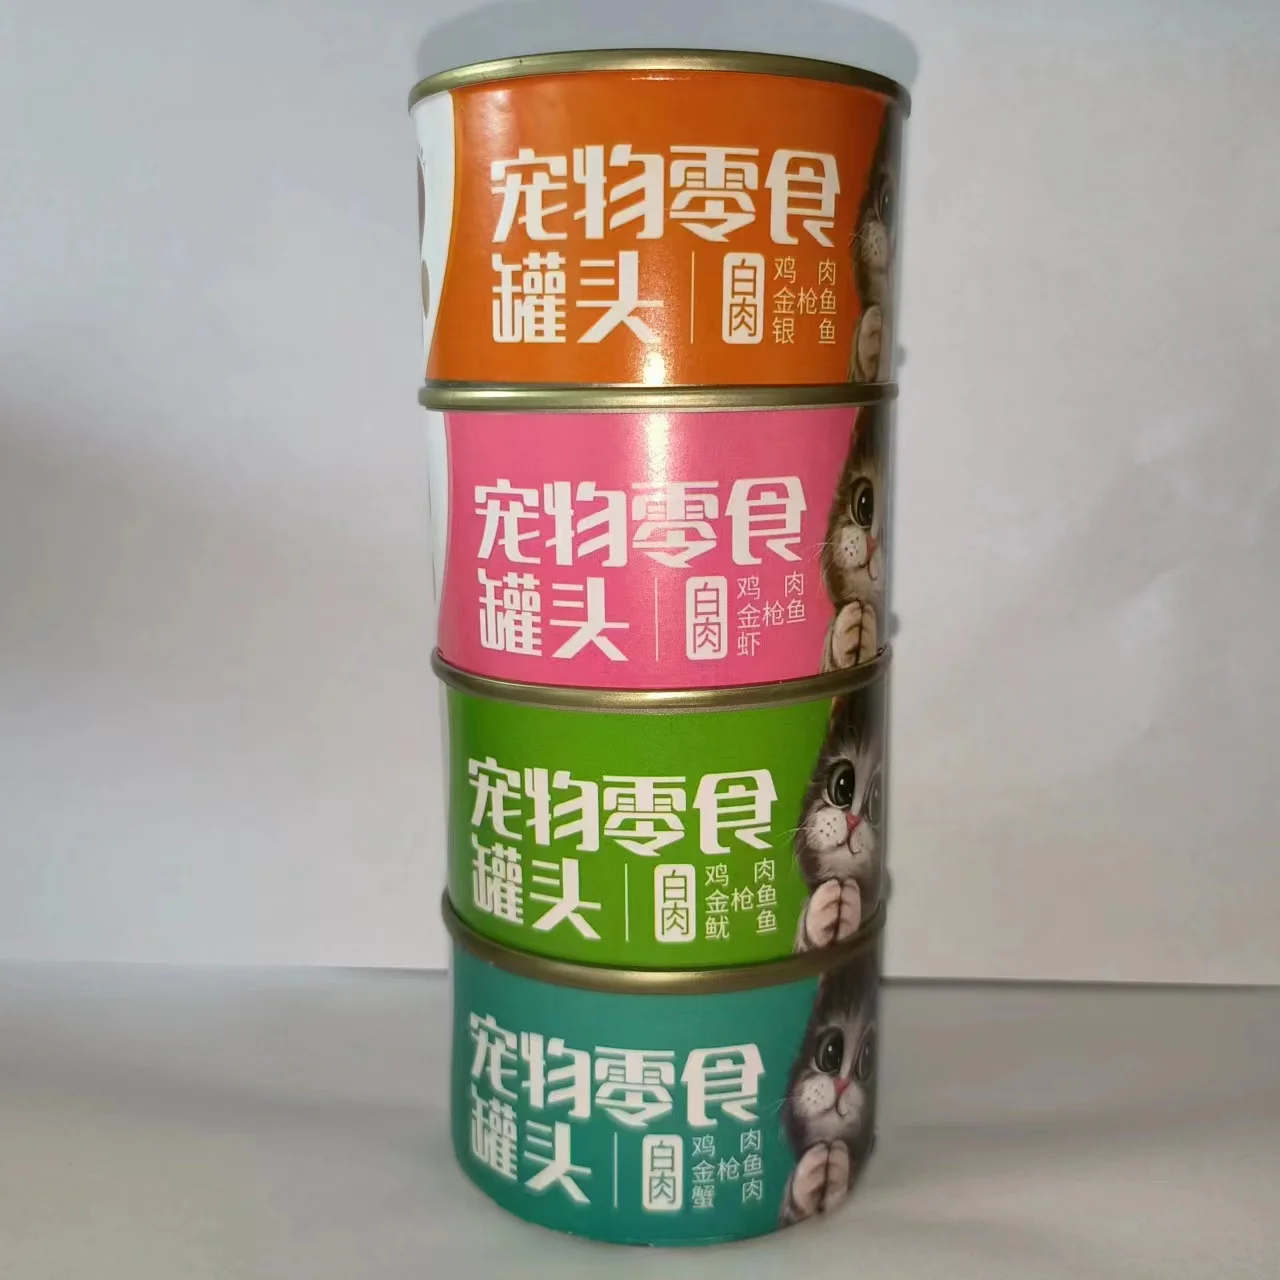 宠物零食
罐头 白肉 鸡肉
金枪鱼
银鱼
宠物零食
罐头 白肉 鸡肉
金枪鱼
虾
宠物零食
罐头 白肉 鸡肉
金枪鱼
鱿鱼
宠物零食
罐头 白肉 鸡肉
金枪鱼
蟹肉